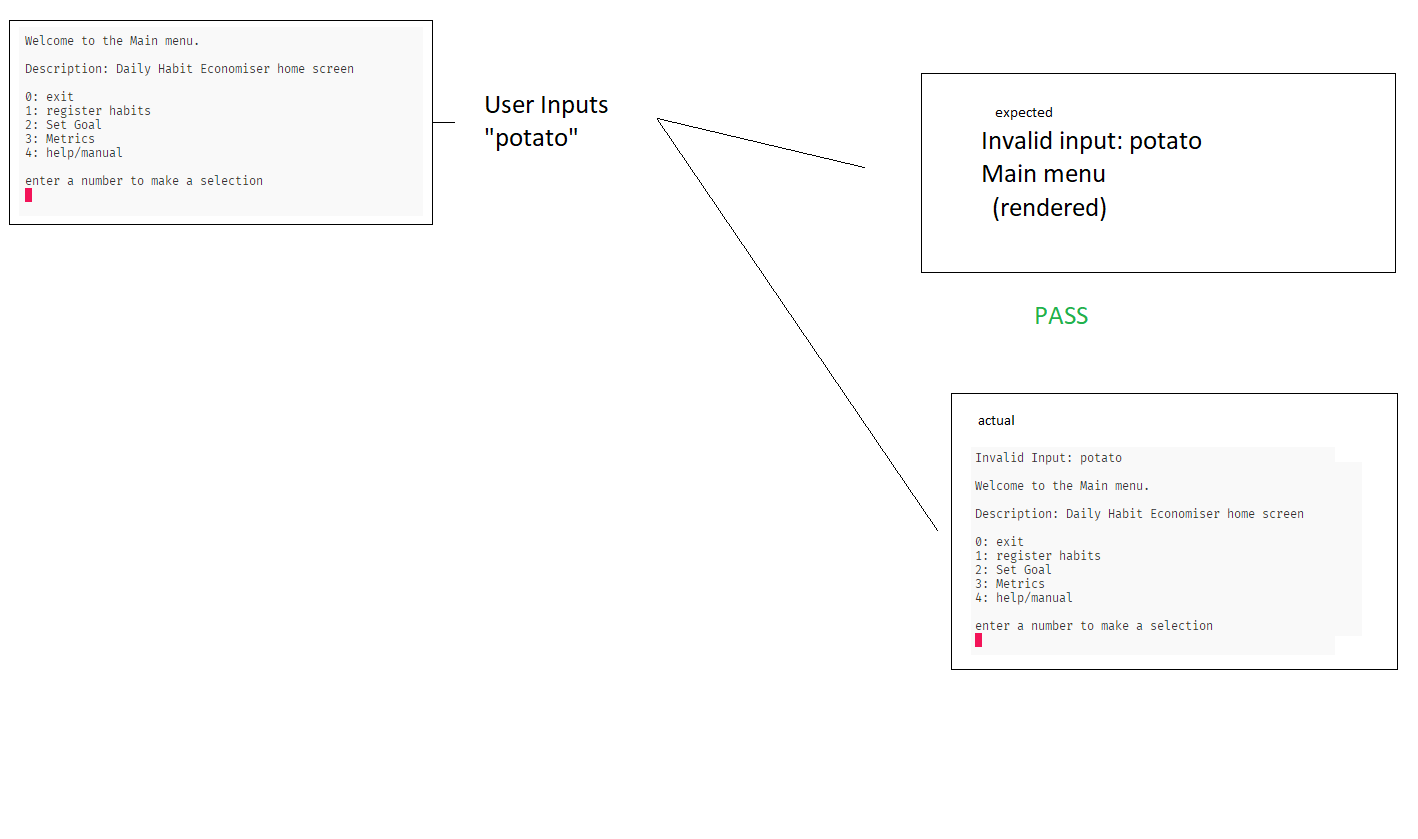 Welcome to the Main menu.
Description: Daily Habit Economiser home screen
0: exit
1: register habits
2: Set Goal
3: Metrics
4: help/manual
enter a number to make a selection
User Inputs
"potato"
expected
Invalid input: potato
Main menu
(rendered)
PASS
actual
Invalid Input: potato
Welcome to the Main menu.
Description: Daily Habit Economiser home screen
0: exit
1: register habits
2: Set Goal
3: Metrics
4: help/manual
enter a number to make a selection